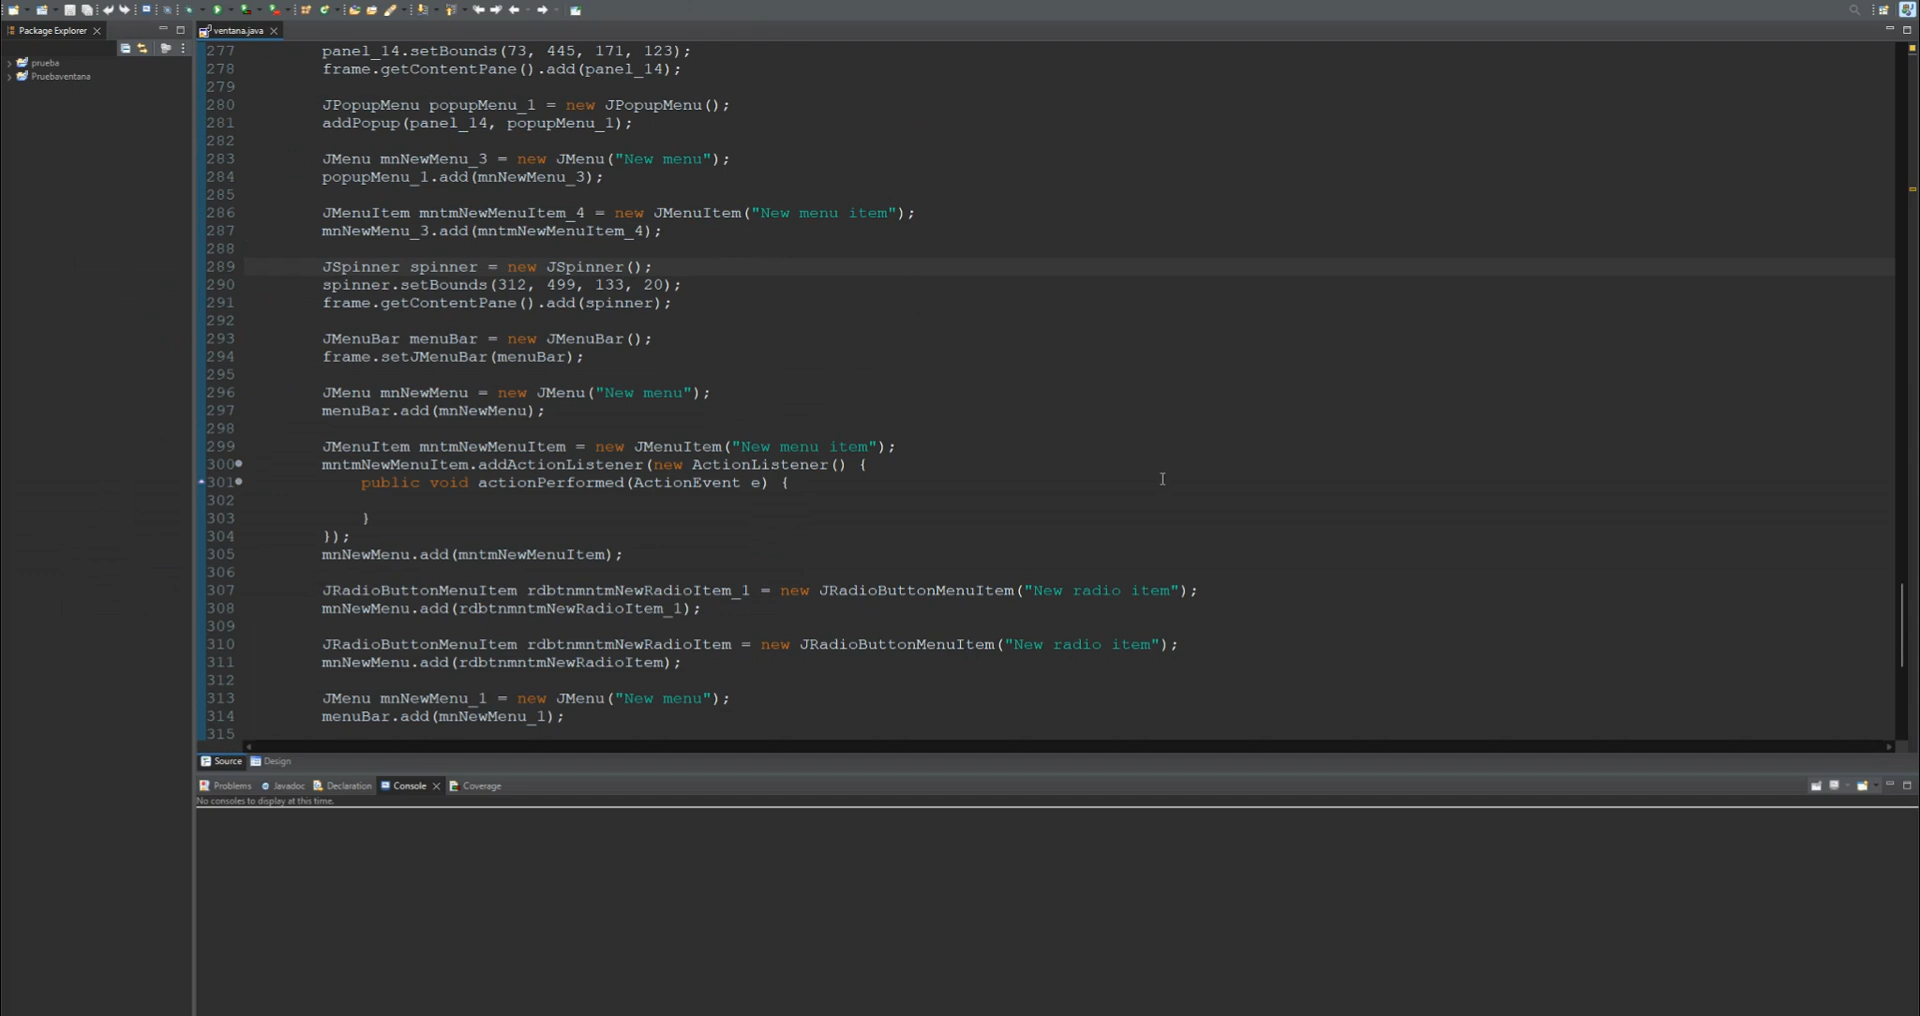 Package Explorer
ventana.java
prueba
Pruebaventana
277 panel_14.setBounds(73, 445, 171, 123);
278 frame.getContentPane().add(panel_14);
279
280 JPopupMenu popupMenu_1 = new JPopupMenu();
281 addPopup(panel_14, popupMenu_1);
282
283 JMenu mnNewMenu_3 = new JMenu("New menu");
284 popupMenu_1.add(mnNewMenu_3);
285
286 JMenuItem mntmNewMenuItem_4 = new JMenuItem("New menu item");
287 mnNewMenu_3.add(mntmNewMenuItem_4);
288
289 JSpinner spinner = new JSpinner();
290 spinner.setBounds(312, 499, 133, 20);
291 frame.getContentPane().add(spinner);
292
293 JMenuBar menuBar = new JMenuBar();
294 frame.setJMenuBar(menuBar);
295
296 JMenu mnNewMenu = new JMenu("New menu");
297 menuBar.add(mnNewMenu);
298
299 JMenuItem mntmNewMenuItem = new JMenuItem("New menu item");
300 mntmNewMenuItem.addActionListener(new ActionListener() {
301 public void actionPerformed(ActionEvent e) {
302
303 }
304 });
305 mnNewMenu.add(mntmNewMenuItem);
306
307 JRadioButtonMenuItem rdbtnmntmNewRadioItem_1 = new JRadioButtonMenuItem("New radio item");
308 mnNewMenu.add(rdbtnmntmNewRadioItem_1);
309
310 JRadioButtonMenuItem rdbtnmntmNewRadioItem = new JRadioButtonMenuItem("New radio item");
311 mnNewMenu.add(rdbtnmntmNewRadioItem);
312
313 JMenu mnNewMenu_1 = new JMenu("New menu");
314 menuBar.add(mnNewMenu_1);
315
Source Design
Problems Javadoc Declaration Console Coverage
No consoles to display at this time.